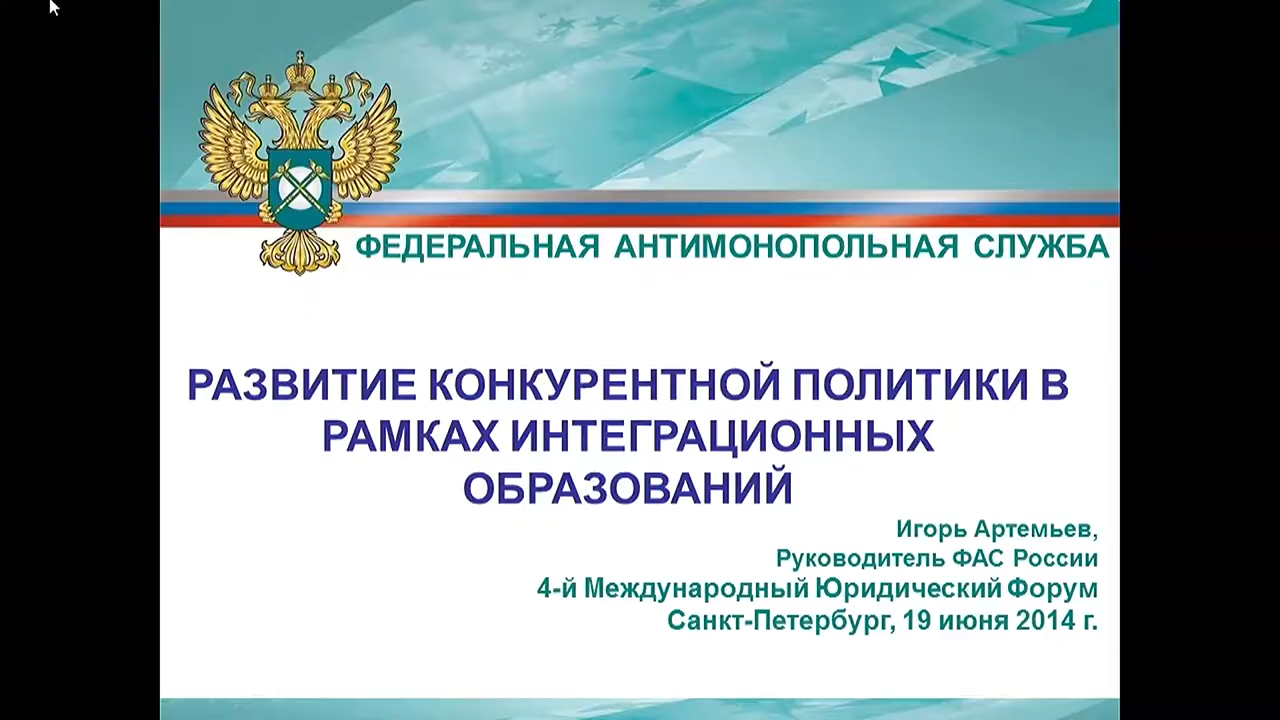 ФЕДЕРАЛЬНАЯ АНТИМОНОПОЛЬНАЯ СЛУЖБА
РАЗВИТИЕ КОНКУРЕНТНОЙ ПОЛИТИКИ В
РАМКАХ ИНТЕГРАЦИОННЫХ
ОБРАЗОВАНИЙ
Игорь Артемьев,
Руководитель ФАС России
4-й Международный Юридический Форум
Санкт-Петербург, 19 июня 2014 г.